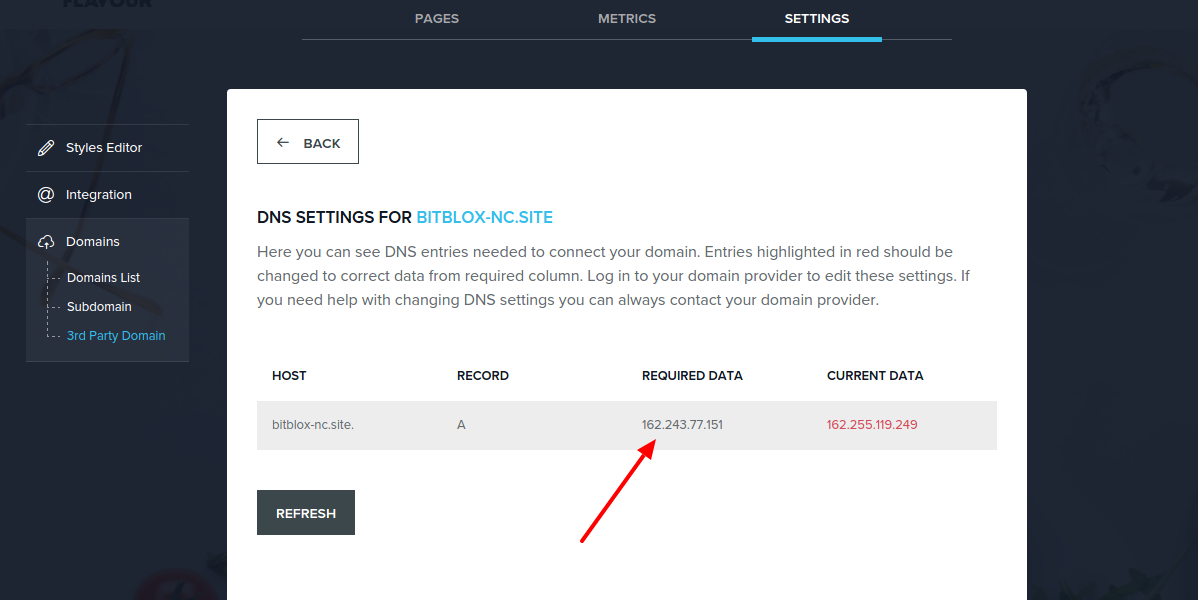 FLAVOUR
PAGES METRICS SETTINGS
Styles Editor
@ Integration
Domains
Domains List
Subdomain
3rd Party Domain
← BACK
DNS SETTINGS FOR BITBLOX-NC.SITE
Here you can see DNS entries needed to connect your domain. Entries highlighted in red should be
changed to correct data from required column. Log in to your domain provider to edit these settings. If
you need help with changing DNS settings you can always contact your domain provider.
HOST RECORD REQUIRED DATA CURRENT DATA
bitblox-nc.site. A 162.243.77.151 162.255.119.249
REFRESH